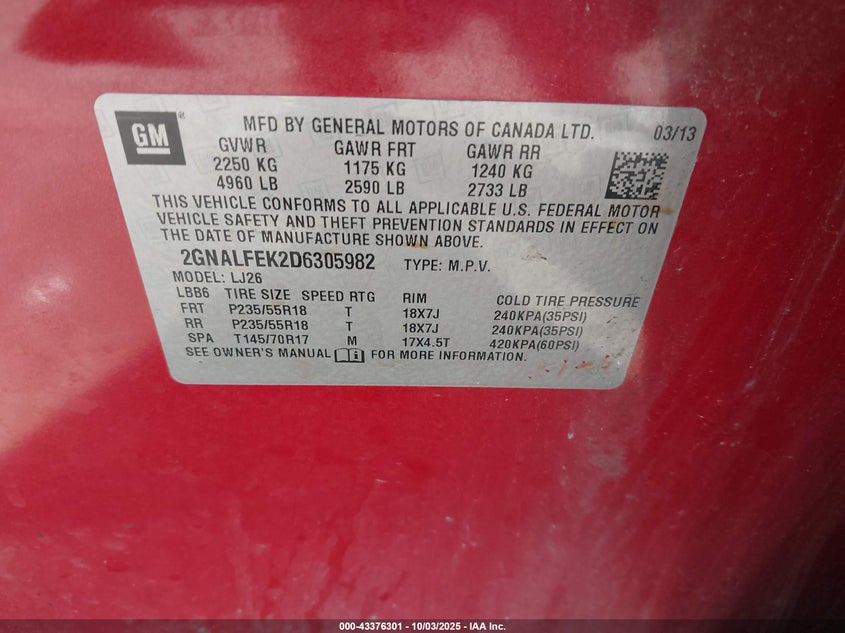 GM
MFD BY GENERAL MOTORS OF CANADA LTD. 03/13
GVWR GAWR FRT GAWR RR
2250 KG 1175 KG 1240 KG
4960 LB 2590 LB 2733 LB
THIS VEHICLE CONFORMS TO ALL APPLICABLE U.S. FEDERAL MOTOR
VEHICLE SAFETY AND THEFT PREVENTION STANDARDS IN EFFECT ON
THE DATE OF MANUFACTURE SHOWN ABOVE.
2GNALFEK2D6305982 TYPE: M.P.V.
MODEL: LJ26
LBB6 TIRE SIZE SPEED RTG RIM COLD TIRE PRESSURE
FRT P235/55R18 T 18X7J 240KPA(35PSI)
RR P235/55R18 T 18X7J 240KPA(35PSI)
SPA T145/70R17 M 17X4.5T 420KPA(60PSI)
SEE OWNER'S MANUAL FOR MORE INFORMATION.
000-43376301 - 10/03/2025 - IAA Inc.